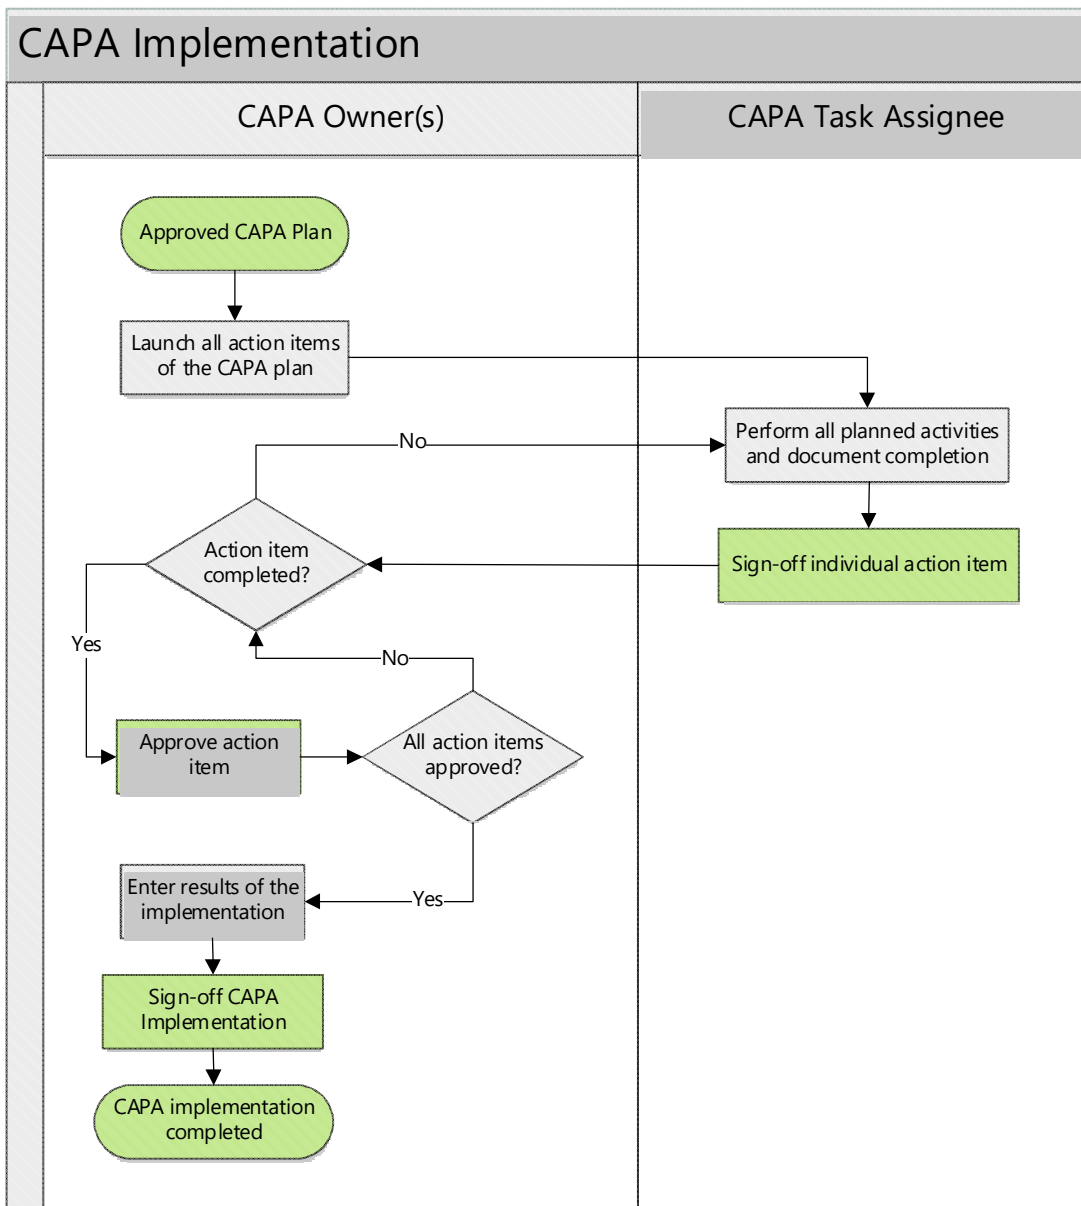 CAPA Implementation
CAPA Owner(s)
CAPA Task Assignee
Approved CAPA Plan
Launch all action items
of the CAPA plan
No
Perform all planned activities
and document completion
Action item
completed?
Sign-off individual action item
Yes
No
Approve action
item
All action items
approved?
Enter results of the
implementation
Yes
Sign-off CAPA
Implementation
CAPA implementation
completed